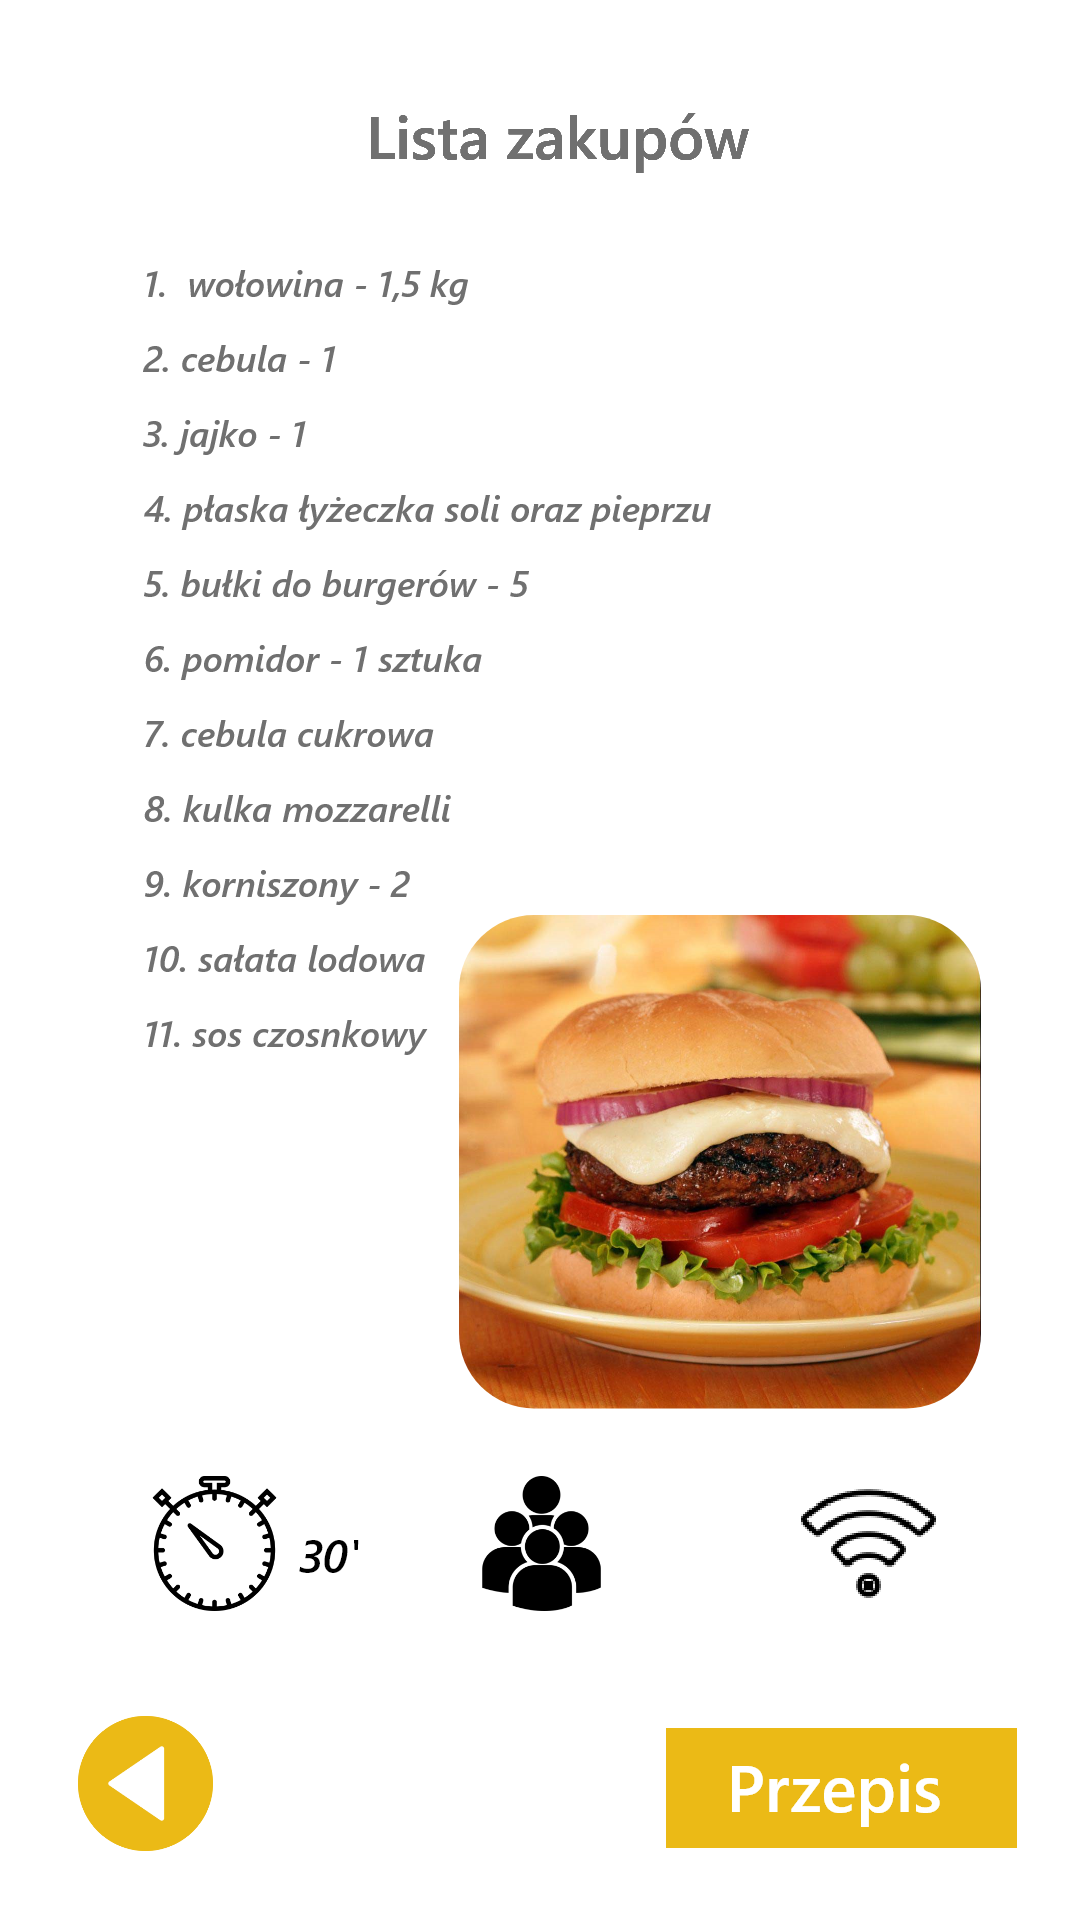 Lista zakupów
1. wołowina - 1,5 kg
2. cebula - 1
3. jajko - 1
4. płaska łyżeczka soli oraz pieprzu
5. bułki do burgerów - 5
6. pomidor - 1 sztuka
7. cebula cukrowa
8. kulka mozzarelli
9. korniszony - 2
10. sałata lodowa
11. sos czosnkowy
30'
Przepis